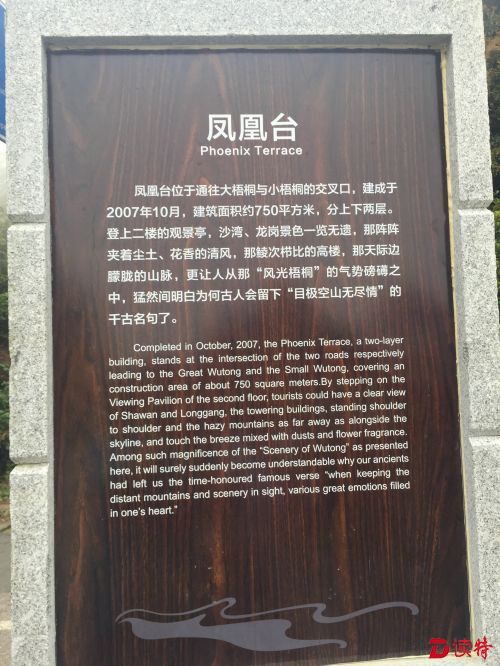 凤凰台
Phoenix Terrace
凤凰台位于通往大梧桐与小梧桐的交叉口，建成于
2007年10月，建筑面积约750平方米，分上下两层。
登上二楼的观景亭，沙湾、龙岗景色一览无遗，那阵阵
夹着尘土、花香的清风，那鳞次栉比的高楼，那天际边
朦胧的山脉，更让人从那“风光梧桐”的气势磅礴之
中，猛然间明白为何古人会留下“目极空山无尽情”的
千古名句了。
Completed in October, 2007, the Phoenix Terrace, a two-layer
building, stands at the intersection of the two roads respectively
leading to the Great Wutong and the Small Wutong, covering an
construction area of about 750 square meters.By stepping on the
Viewing Pavilion of the second floor, tourists could have a clear view
of Shawan and Longgang, the towering buildings, standing shoulder
to shoulder and the hazy mountains as far away as alongside the
skyline, and touch the breeze mixed with dusts and flower fragrance.
Among such magnificence of the “Scenery of Wutong” as presented
here, it will surely suddenly become understandable why our ancients
had left us the time-honoured famous verse “when keeping the
distant mountains and scenery in sight, various great emotions filled
in one's heart.”
读特